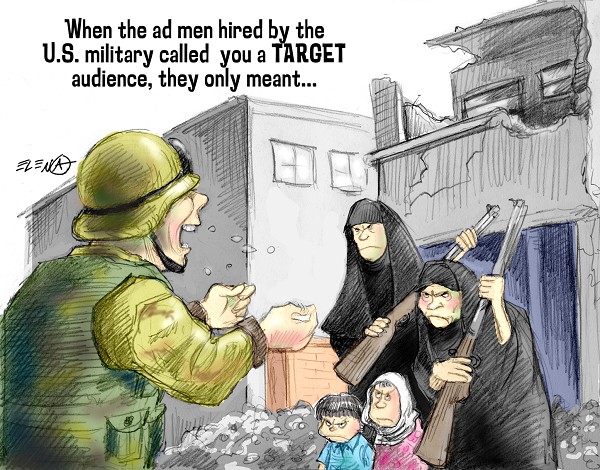 When the ad men hired by the
U.S. military called you a TARGET
audience, they only meant...
ELENA